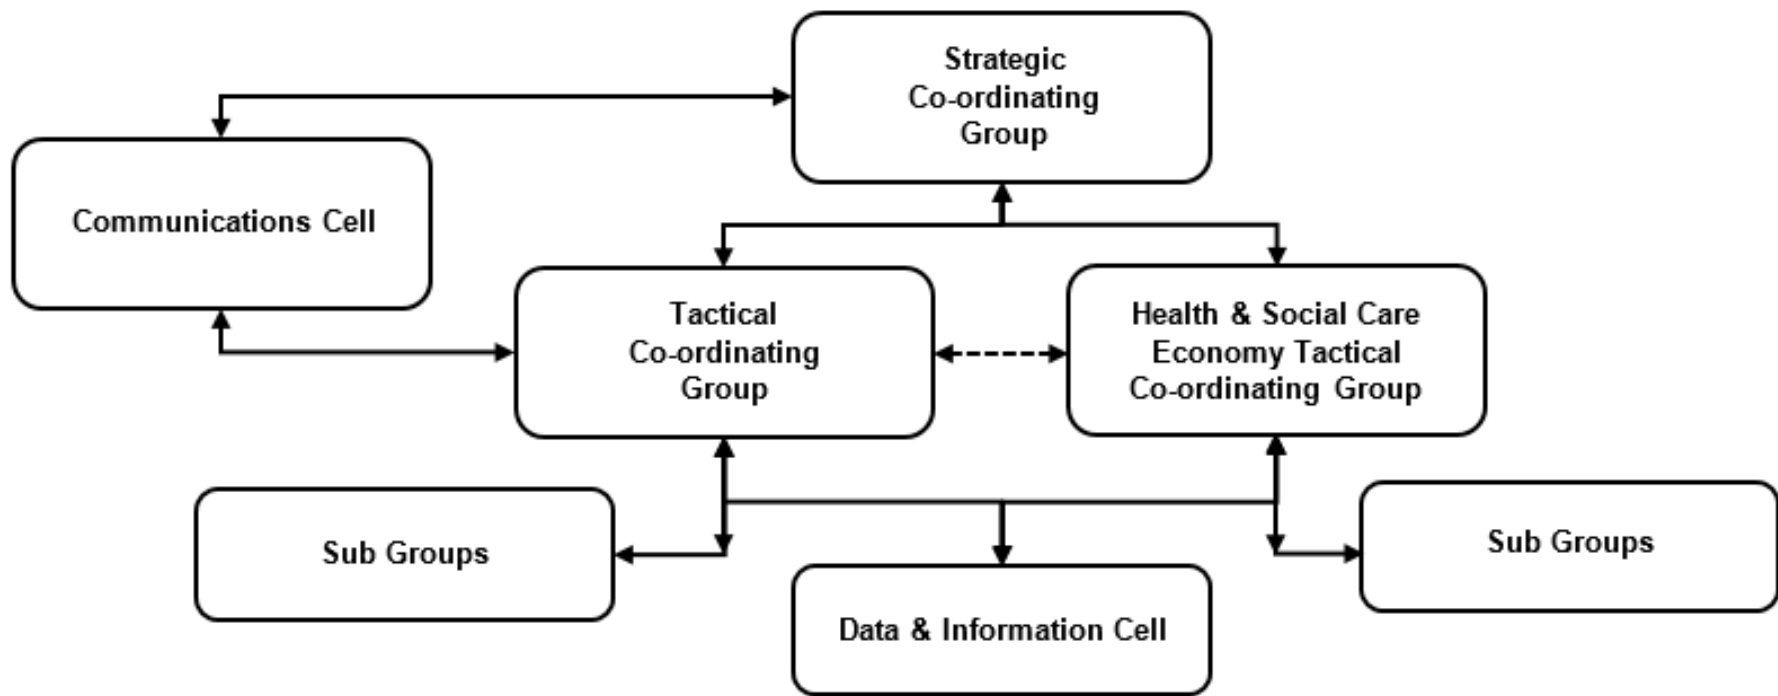 Strategic
Co-ordinating
Group
Communications Cell
Tactical
Co-ordinating
Group
Health & Social Care
Economy Tactical
Co-ordinating Group
Sub Groups
Sub Groups
Data & Information Cell